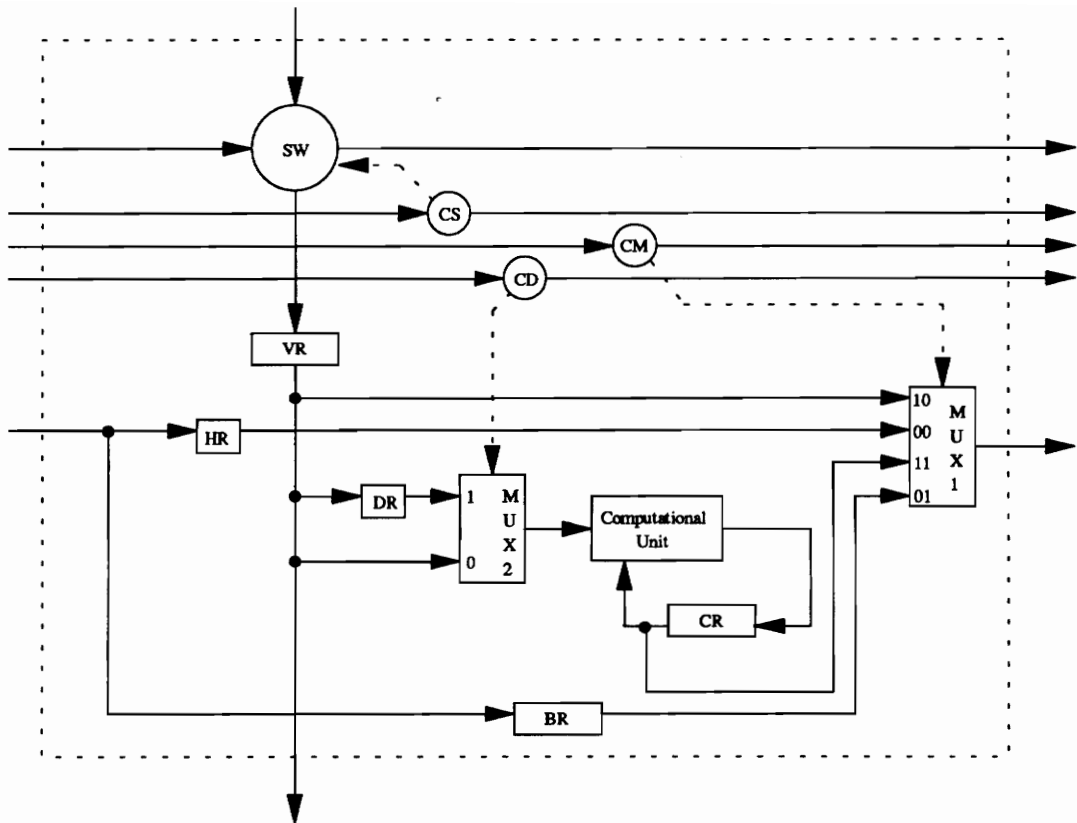 SW
CS
CM
CD
VR
10
M
U
X
1
HR
00
11
01
DR
1
0
M
U
X
2
Computational
Unit
CR
BR